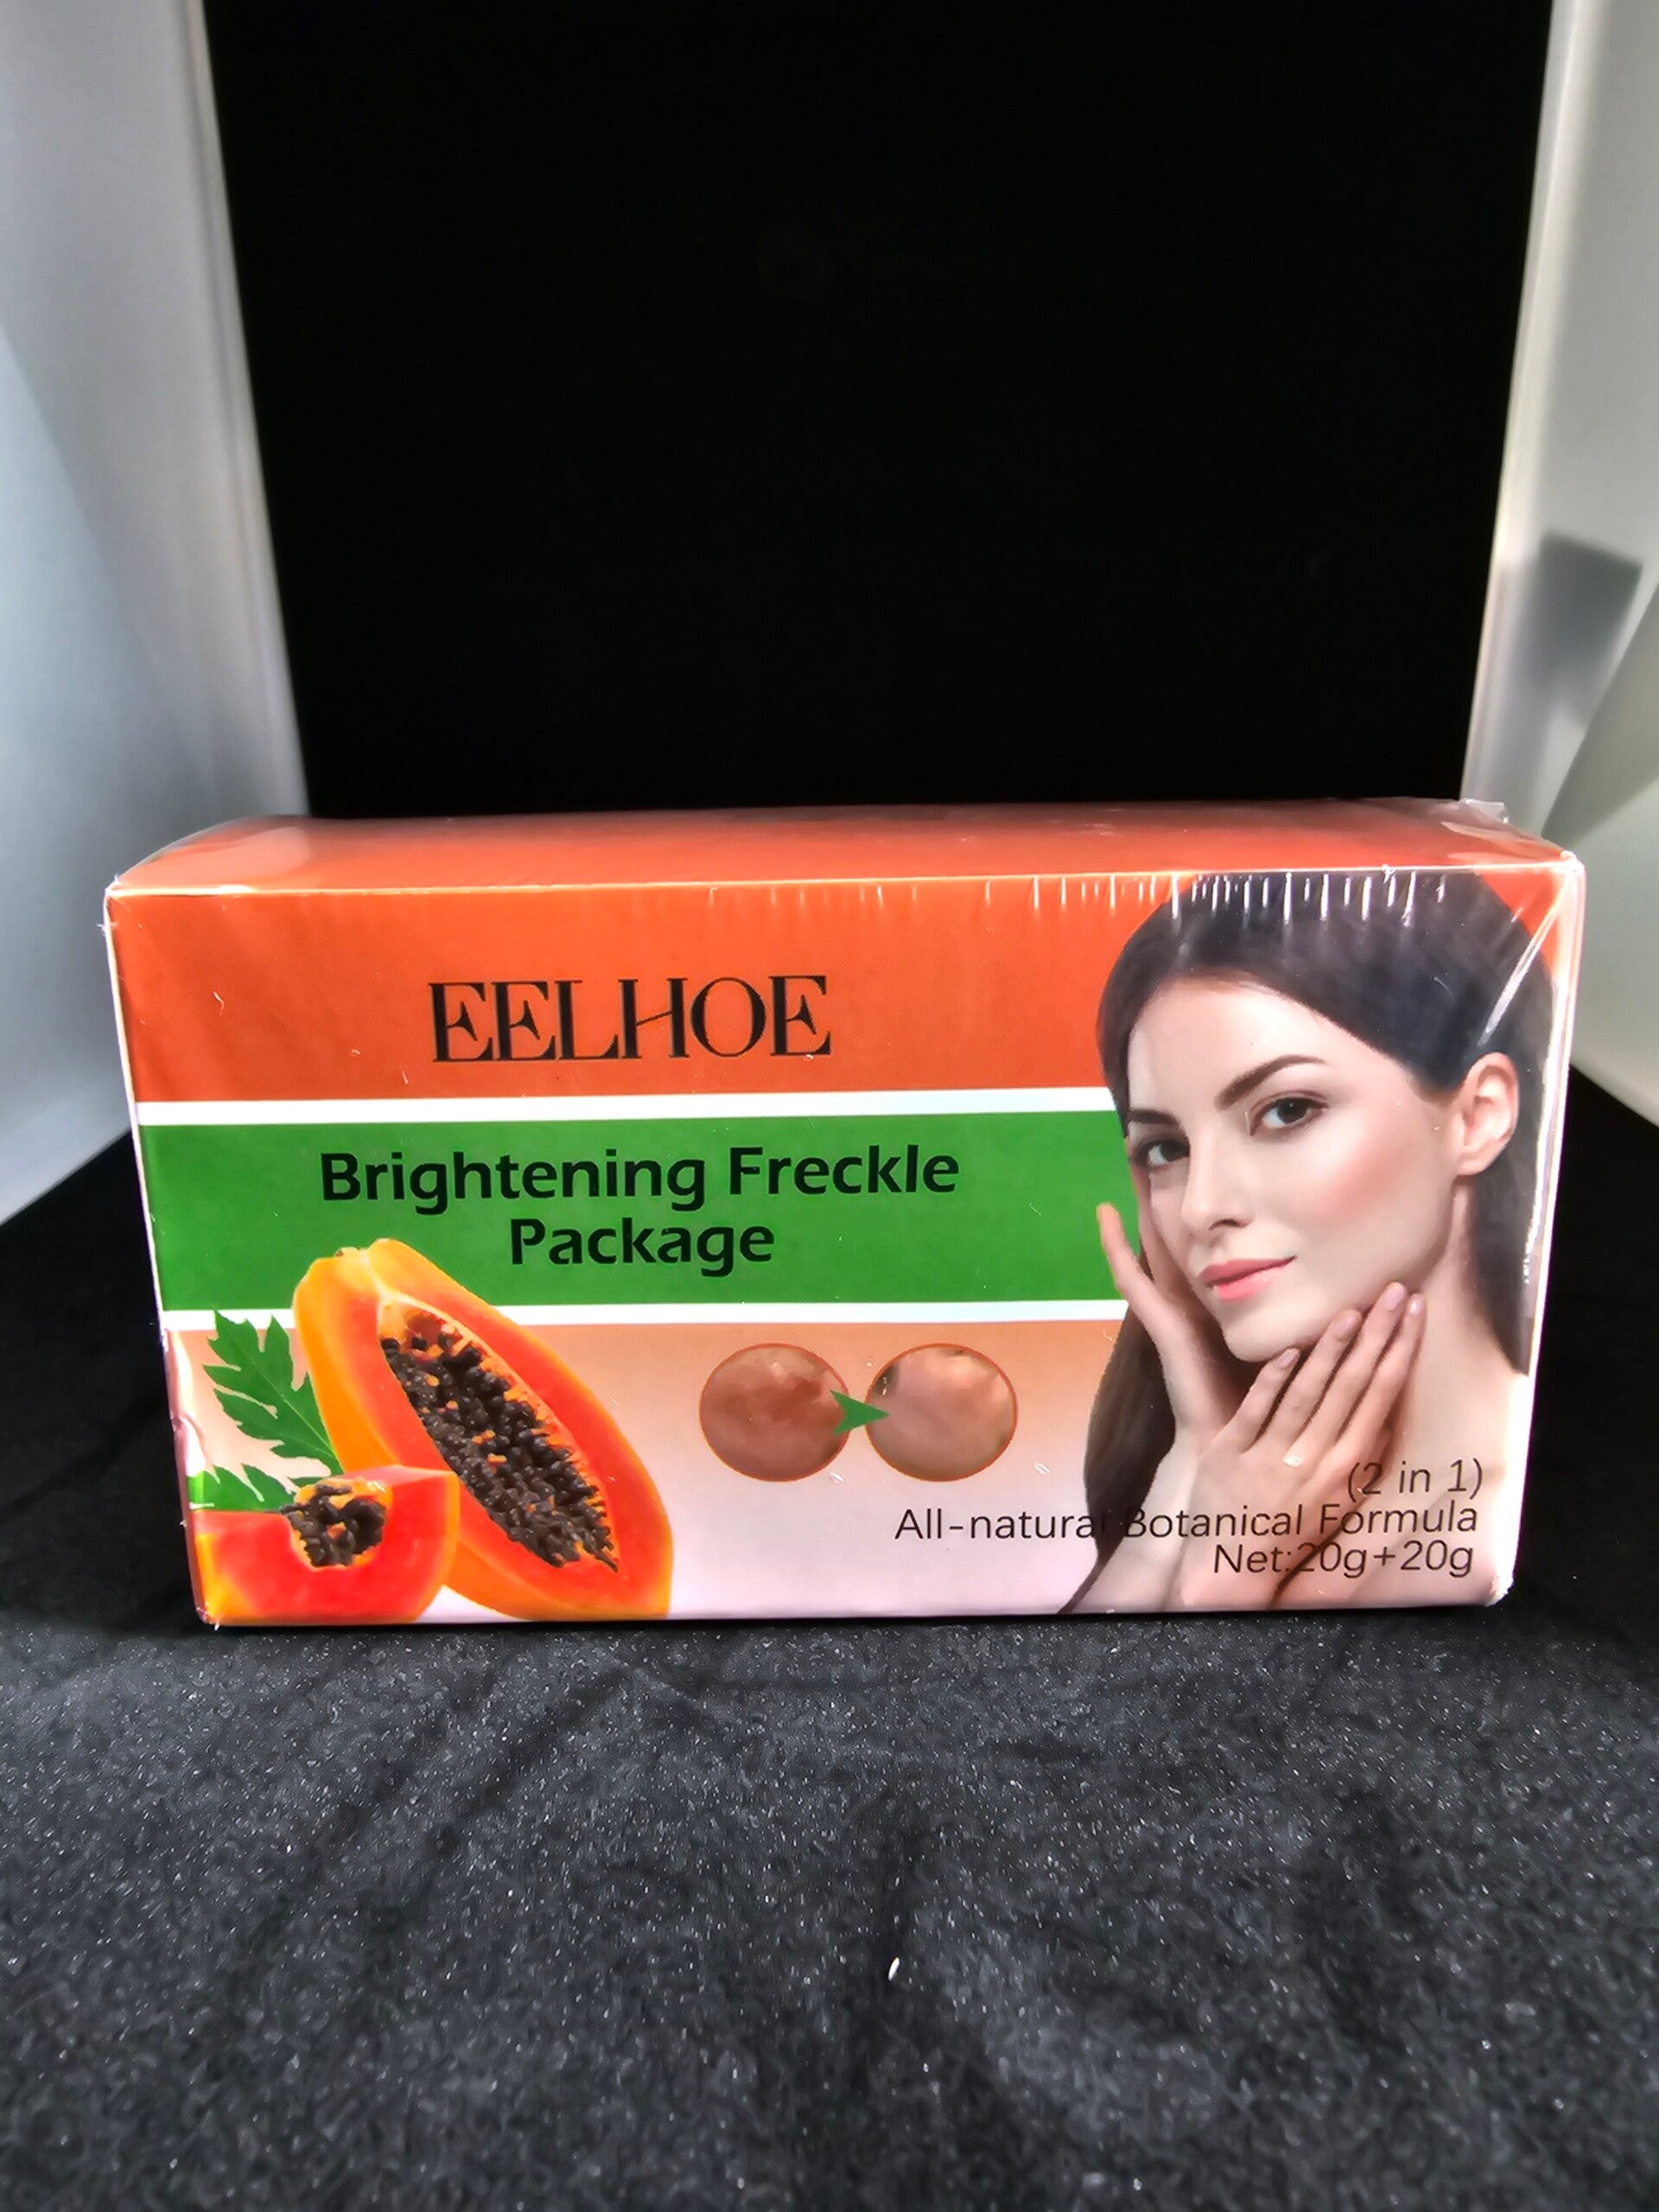 EELHOE
Brightening Freckle
Package
(2 in 1)
All-natural Botanical Formula
Net:20g+20g